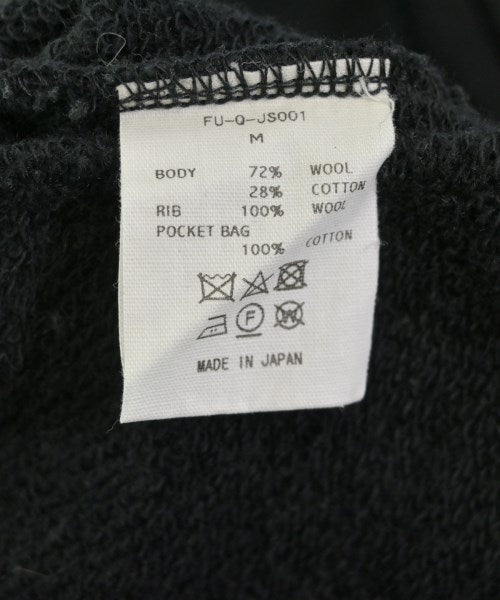 FU-Q-JS001
M
BODY 72% WOOL
28% COTTON
RIB 100% WOOL
POCKET BAG
100% COTTON
F
W
MADE IN JAPAN